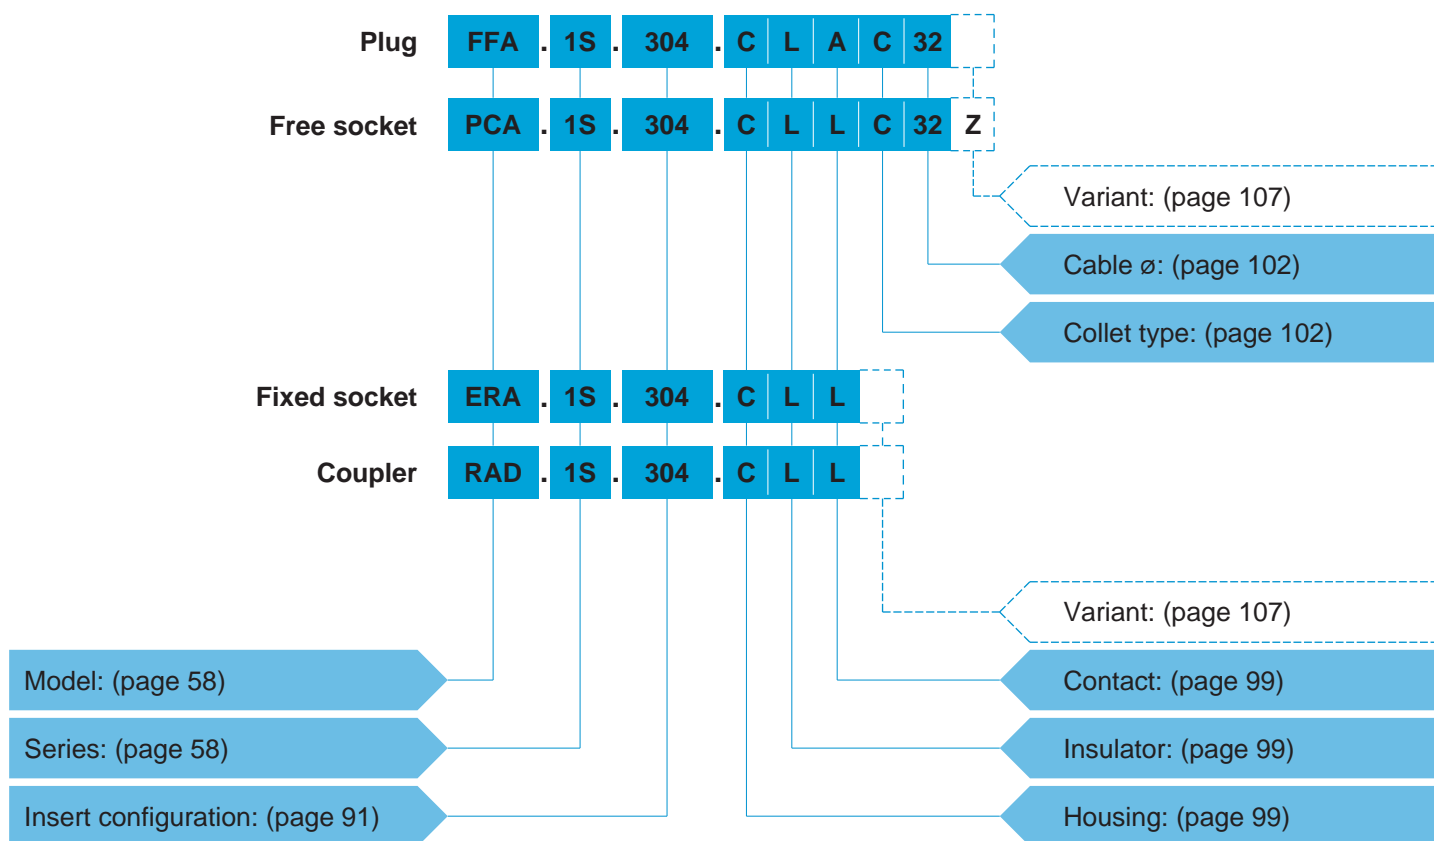 Plug FFA . 1S . 304 . C L A C 32
Free socket PCA . 1S . 304 . C L L C 32 Z
Variant: (page 107)
Cable ø: (page 102)
Collet type: (page 102)
Fixed socket ERA . 1S . 304 . C L L
Coupler RAD . 1S . 304 . C L L
Variant: (page 107)
Model: (page 58)
Contact: (page 99)
Series: (page 58)
Insulator: (page 99)
Insert configuration: (page 91)
Housing: (page 99)